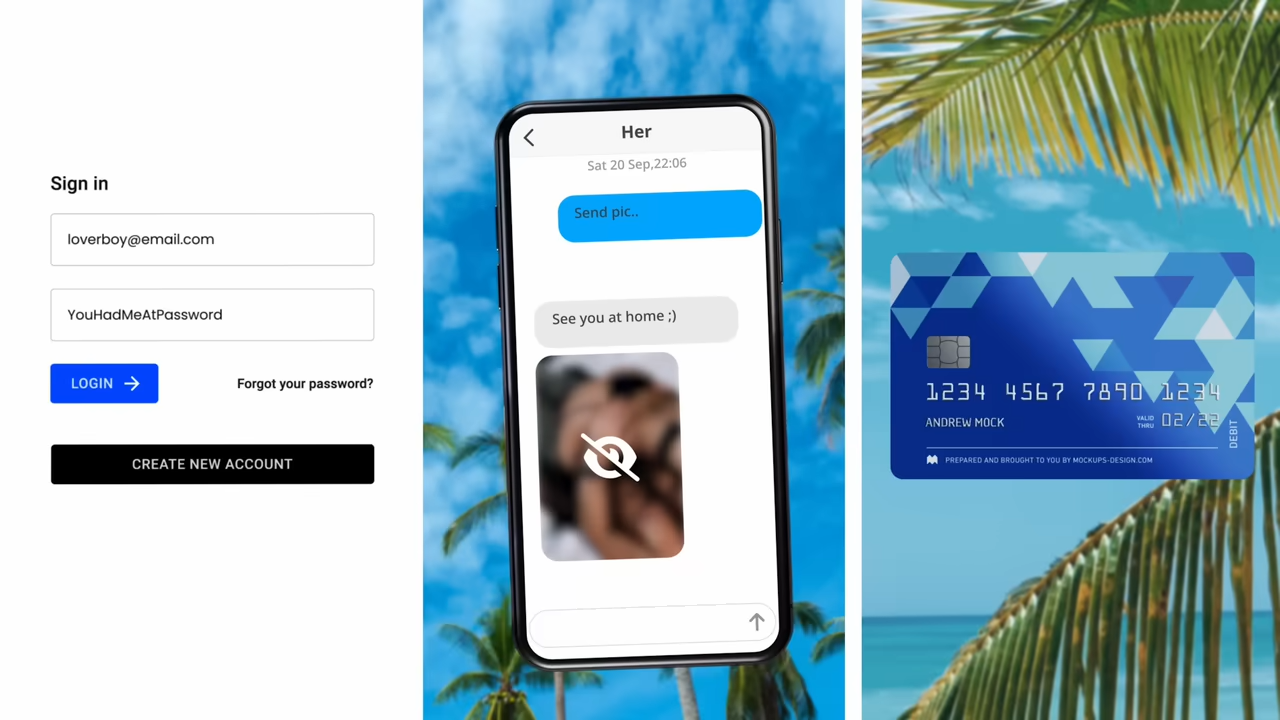 Sign in
loverboy@email.com
YouHadMeAtPassword
LOGIN
Forgot your password?
CREATE NEW ACCOUNT
Her
Sat 20 Sep,22:06
Send pic..
See you at home ;)
1234 4567 7890 1234
ANDREW MOCK
VALID THRU 02/22
DEBIT
PREPARED AND BROUGHT TO YOU BY MOCKUPS-DESIGN.COM